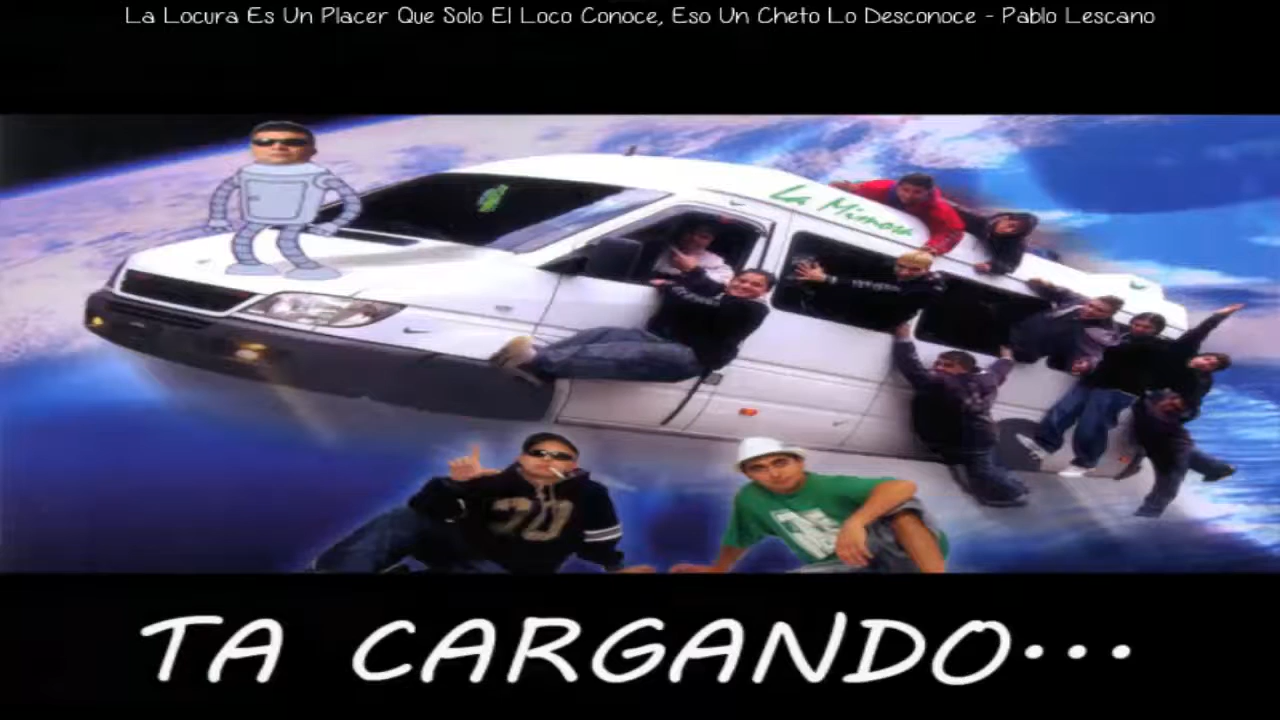 La Locura Es Un Placer Que Solo El Loco Conoce, Eso Un Cheto Lo Desconoce - Pablo Lescano
La Mimosa
20
TA CARGANDO...